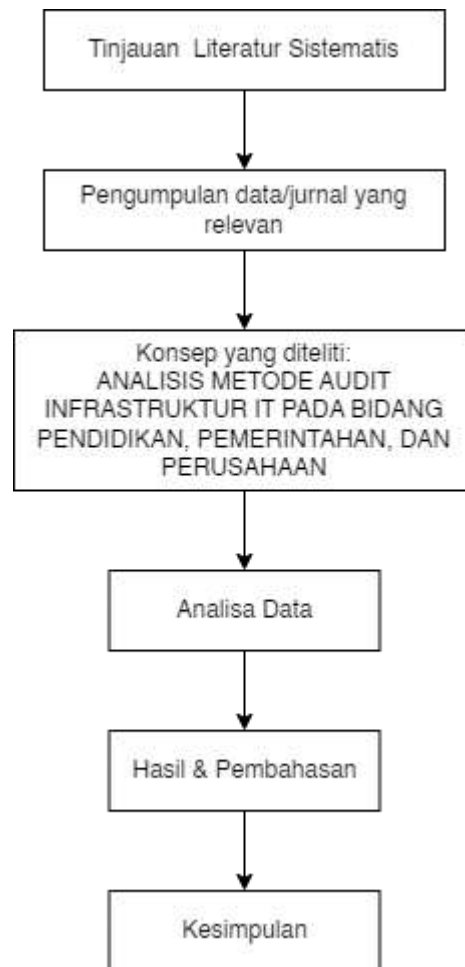 Tinjauan Literatur Sistematis
Pengumpulan data/jurnal yang
relevan
Konsep yang diteliti:
ANALISIS METODE AUDIT
INFRASTRUKTUR IT PADA BIDANG
PENDIDIKAN, PEMERINTAHAN, DAN
PERUSAHAAN
Analisa Data
Hasil & Pembahasan
Kesimpulan